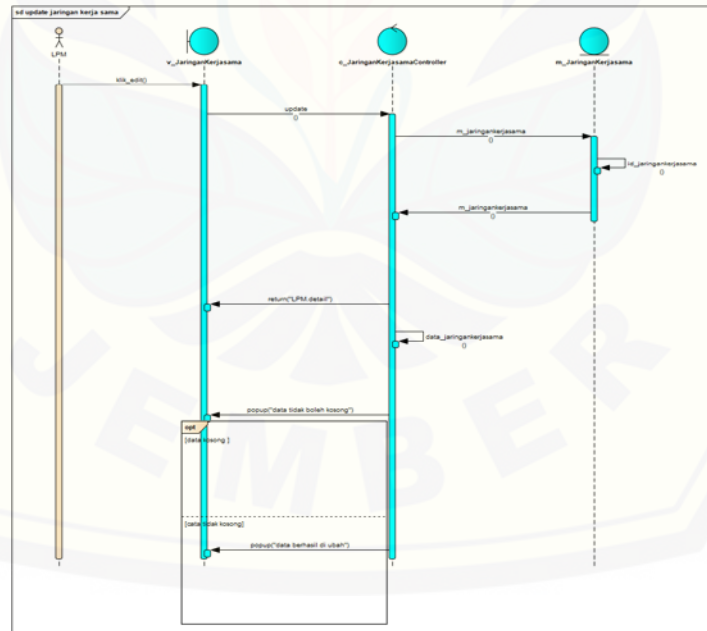 sd update jaringan kerja sama
LPM
v_JaringanKerjasama
c_JaringanKerjasamaController
m_JaringanKerjasama
klik_edit()
update
()
m_jaringankerjasama
()
id_jaringankerjasama
()
m_jaringankerjasama
()
return("LPM.detail")
data_jaringankerjasama
()
popup("data tidak boleh kosong")
opt
[data kosong ]
[data tidak kosong]
popup("data berhasil di ubah")
JEMBER